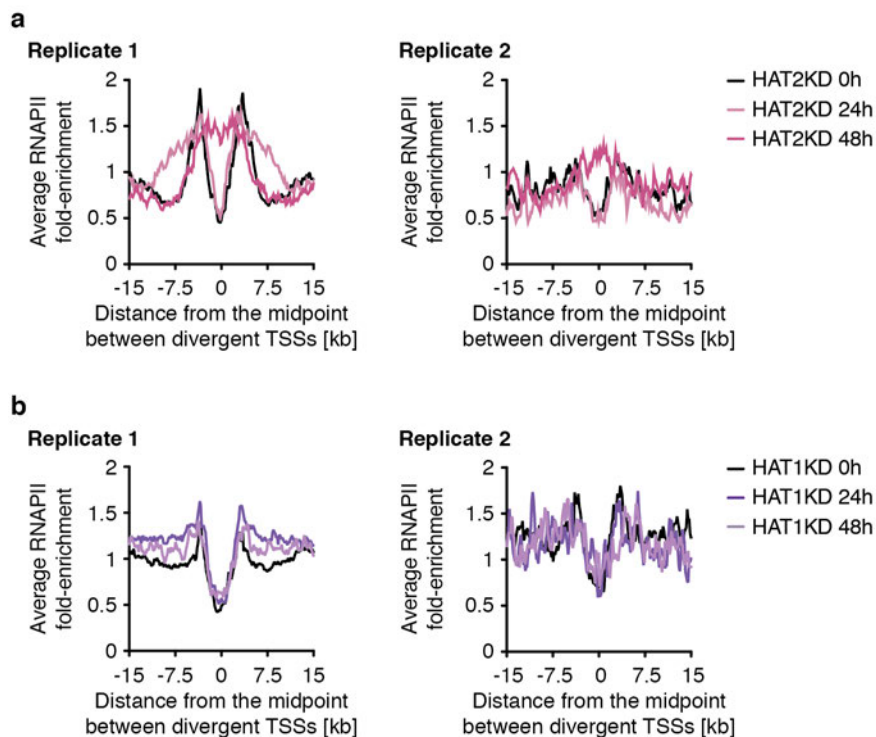 a
Replicate 1
Replicate 2
2
1.5
1
0.5
0
Average RNAPII
fold-enrichment
-15 -7.5 0 7.5 15
Distance from the midpoint
between divergent TSSs [kb]
2
1.5
1
0.5
0
Average RNAPII
fold-enrichment
-15 -7.5 0 7.5 15
Distance from the midpoint
between divergent TSSs [kb]
HAT2KD 0h
HAT2KD 24h
HAT2KD 48h
b
Replicate 1
Replicate 2
2
1.5
1
0.5
0
Average RNAPII
fold-enrichment
-15 -7.5 0 7.5 15
Distance from the midpoint
between divergent TSSs [kb]
2
1.5
1
0.5
0
Average RNAPII
fold-enrichment
-15 -7.5 0 7.5 15
Distance from the midpoint
between divergent TSSs [kb]
HAT1KD 0h
HAT1KD 24h
HAT1KD 48h